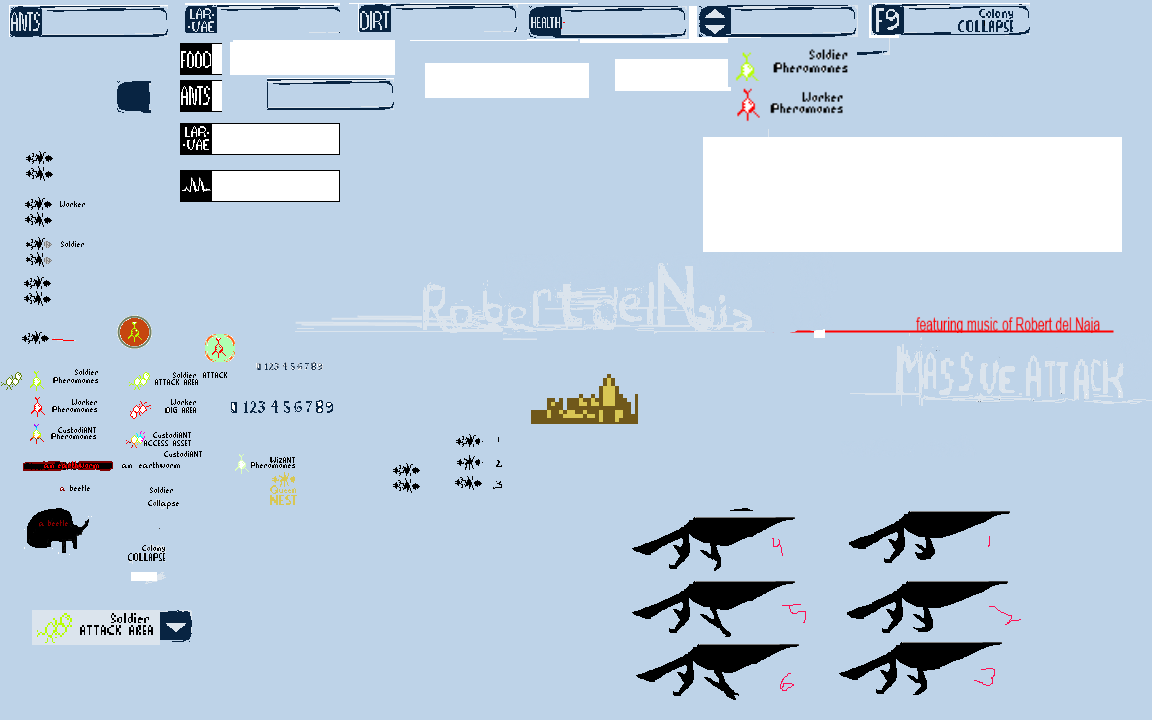 ANTS
LAR-
VAE
DIRT
HEALTH
F9
Colony
COLLAPSE
FOOD
Soldier
Pheromones
ANTS
Worker
Pheromones
LAR-
VAE
Worker
Soldier
Robert del Naja
featuring music of Robert del Naja
MASSIVE ATTACK
0123456789
Soldier
Pheromones
Soldier ATTACK
ATTACK AREA
Worker
Pheromones
Worker
DIG AREA
0123456789
CustodiANT
Pheromones
CustodiANT
ACCESS ASSET
CustodiANT
an earthworm
an earthworm
WizANT
Pheromones
a beetle
Soldier
Collapse
NEST
1
2
3
a beetle
Colony
COLLAPSE
4
1
5
2
6
3
Soldier
ATTACK AREA